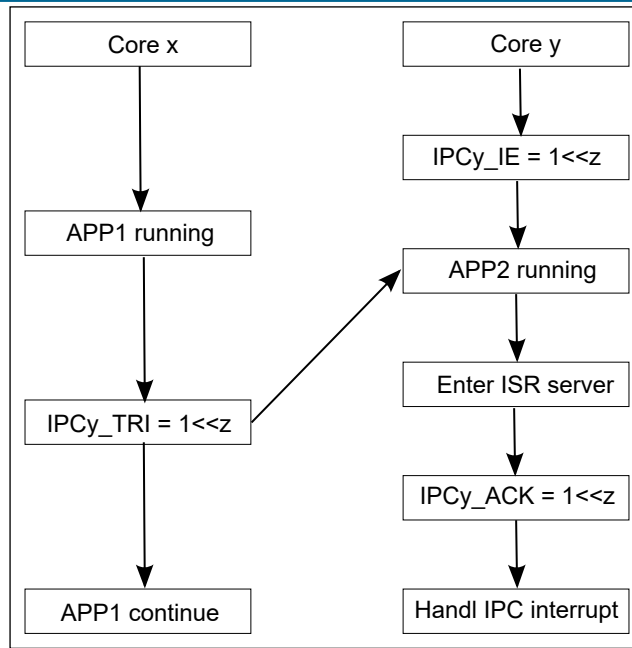 Core x
APP1 running
IPCy_TRI = 1<<z
APP1 continue
Core y
IPCy_IE = 1<<z
APP2 running
Enter ISR server
IPCy_ACK = 1<<z
Handl IPC interrupt